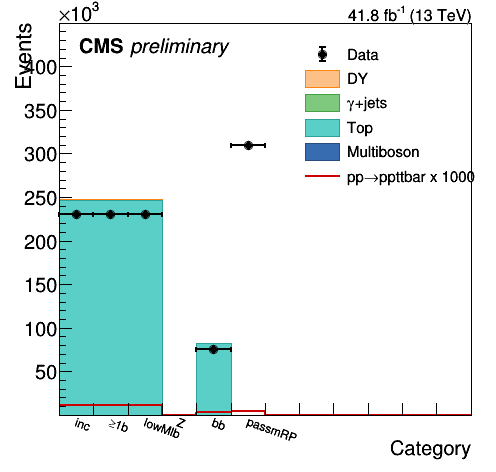 ×10³
41.8 fb⁻¹ (13 TeV)
Events
CMS preliminary
Data
DY
γ+jets
Top
Multiboson
pp→ppttbar x 1000
400
350
300
250
200
150
100
50
inc
≥1b
lowMlb
Z
bb
passmRP
Category